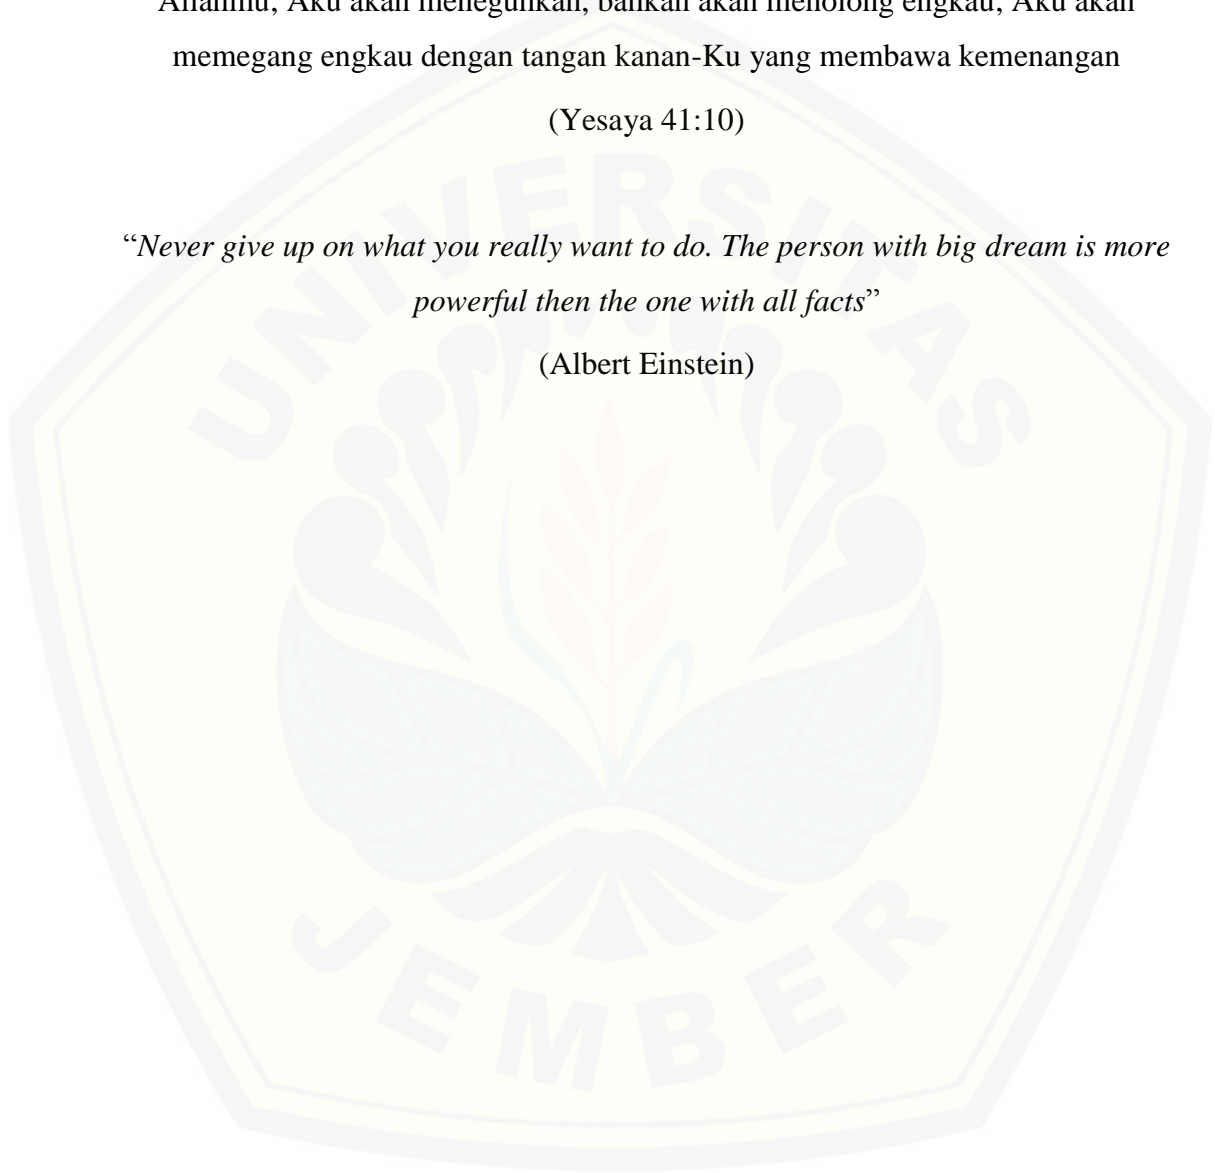 Allahmu; Aku akan meneguhkan, bahkan akan menolong engkau; Aku akan
memegang engkau dengan tangan kanan-Ku yang membawa kemenangan
(Yesaya 41:10)
“Never give up on what you really want to do. The person with big dream is more
powerful then the one with all facts”
(Albert Einstein)
UNIVERSITAS
JEMBER